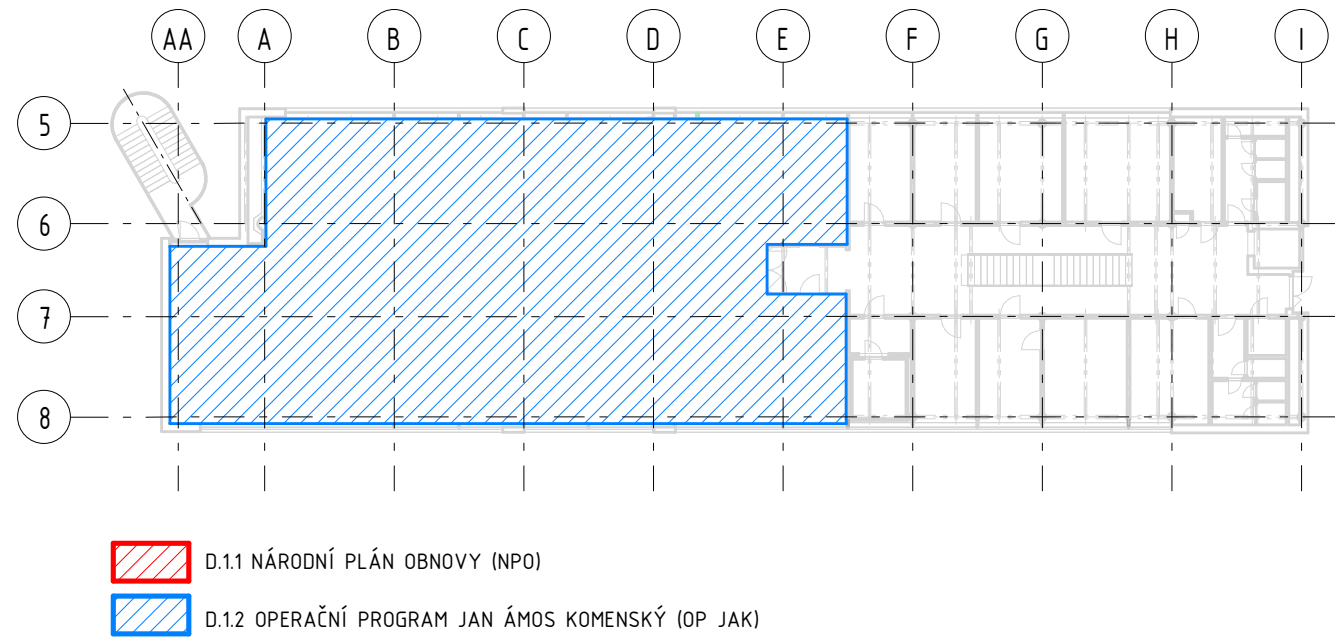 AA A B C D E F G H I
5
6
7
8
D.1.1 NÁRODNÍ PLÁN OBNOVY (NPO)
D.1.2 OPERAČNÍ PROGRAM JAN ÁMOS KOMENSKÝ (OP JAK)